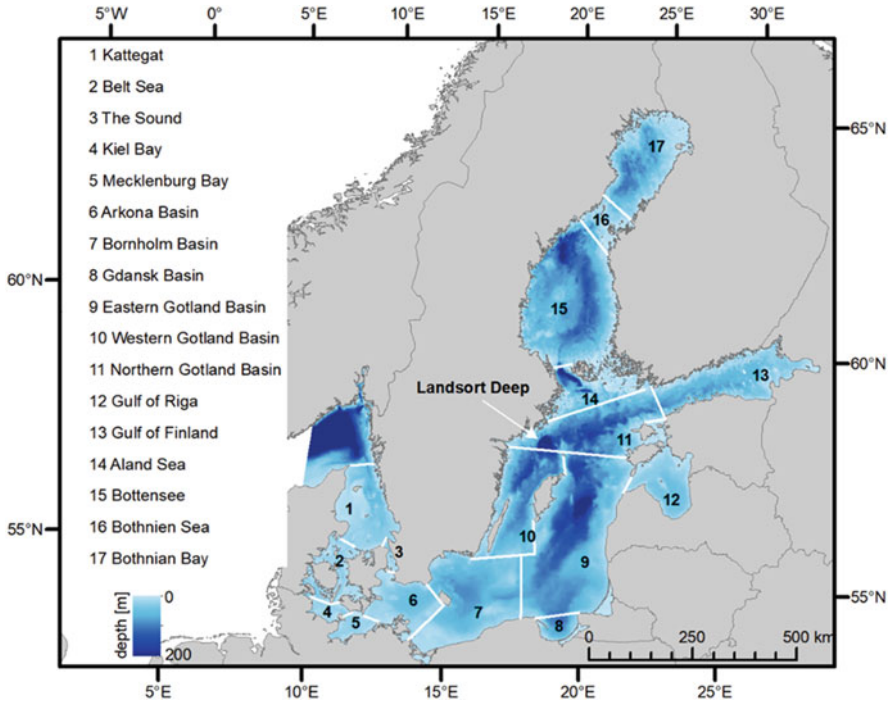 5°W 0° 5°E 10°E 15°E 20°E 25°E 30°E
1 Kattegat
2 Belt Sea
3 The Sound
4 Kiel Bay
5 Mecklenburg Bay
6 Arkona Basin
7 Bornholm Basin
8 Gdansk Basin
9 Eastern Gotland Basin
10 Western Gotland Basin
11 Northern Gotland Basin
12 Gulf of Riga
13 Gulf of Finland
14 Aland Sea
15 Bottensee
16 Bothnien Sea
17 Bothnian Bay
depth [m]
0
200
60°N
55°N
17
16
15
13
Landsort Deep
14
11
12
1
10
3
2
9
6
4
7
5
8
65°N
60°N
55°N
0 250 500 km
5°E 10°E 15°E 20°E 25°E